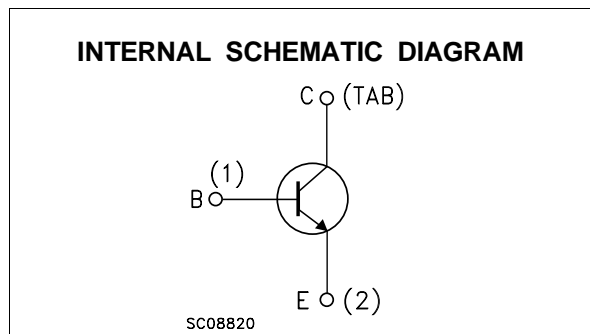 INTERNAL SCHEMATIC DIAGRAM
C (TAB)
(1)
B
E (2)
SC08820